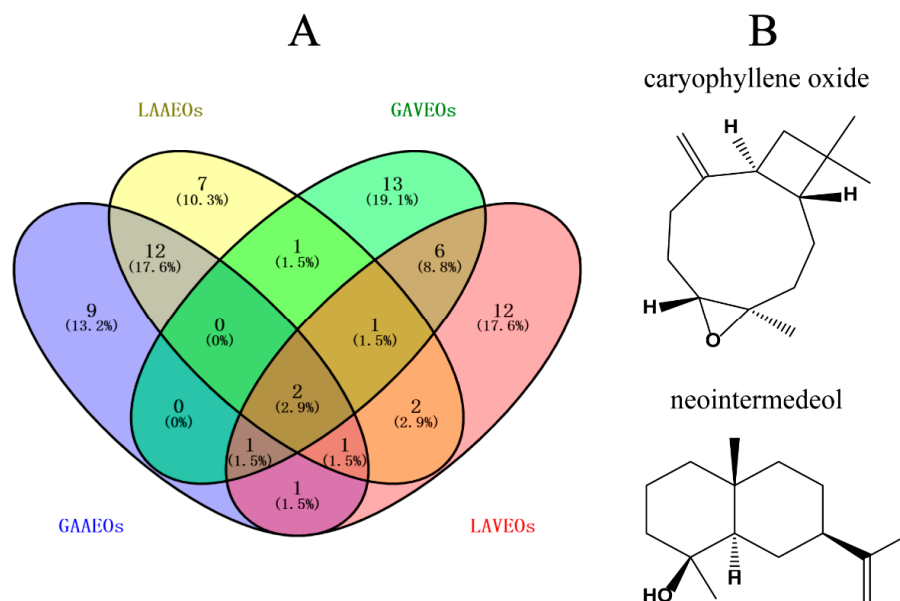 A
B
caryophyllene oxide
LAAEOs
GAVEOs
H
7
(10.3%)
13
(19.1%)
12
(17.6%)
1
(1.5%)
6
(8.8%)
H
9
(13.2%)
0
(0%)
1
(1.5%)
12
(17.6%)
H
O
0
(0%)
2
(2.9%)
2
(2.9%)
neointermedeol
1
(1.5%)
1
(1.5%)
1
(1.5%)
GAAEOs
LAVEOs
H
HO